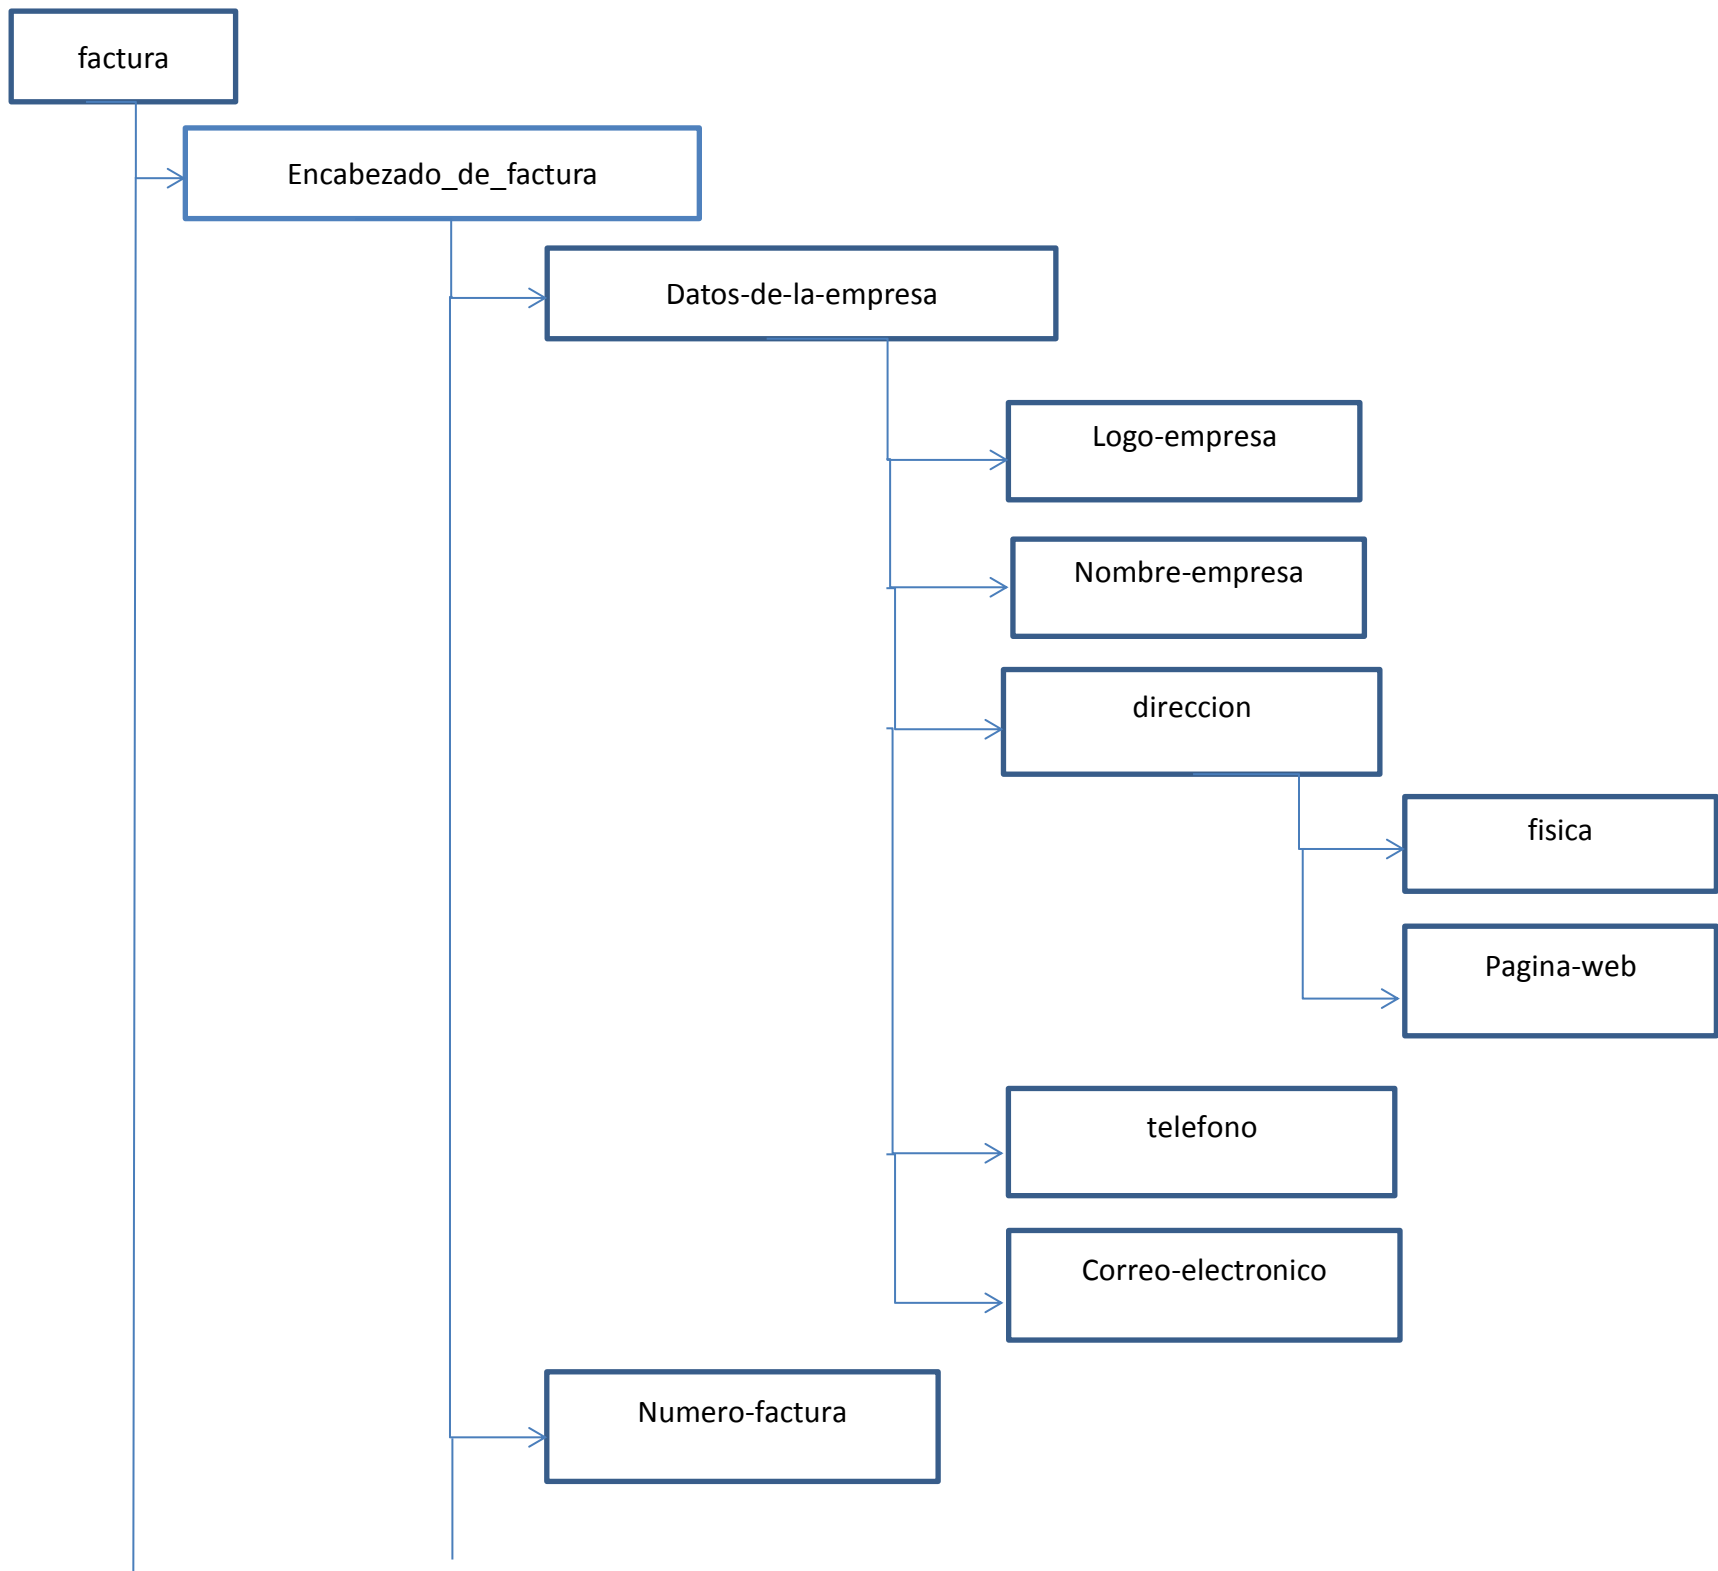 factura
Encabezado_de_factura
Datos-de-la-empresa
Logo-empresa
Nombre-empresa
direccion
fisica
Pagina-web
telefono
Correo-electronico
Numero-factura